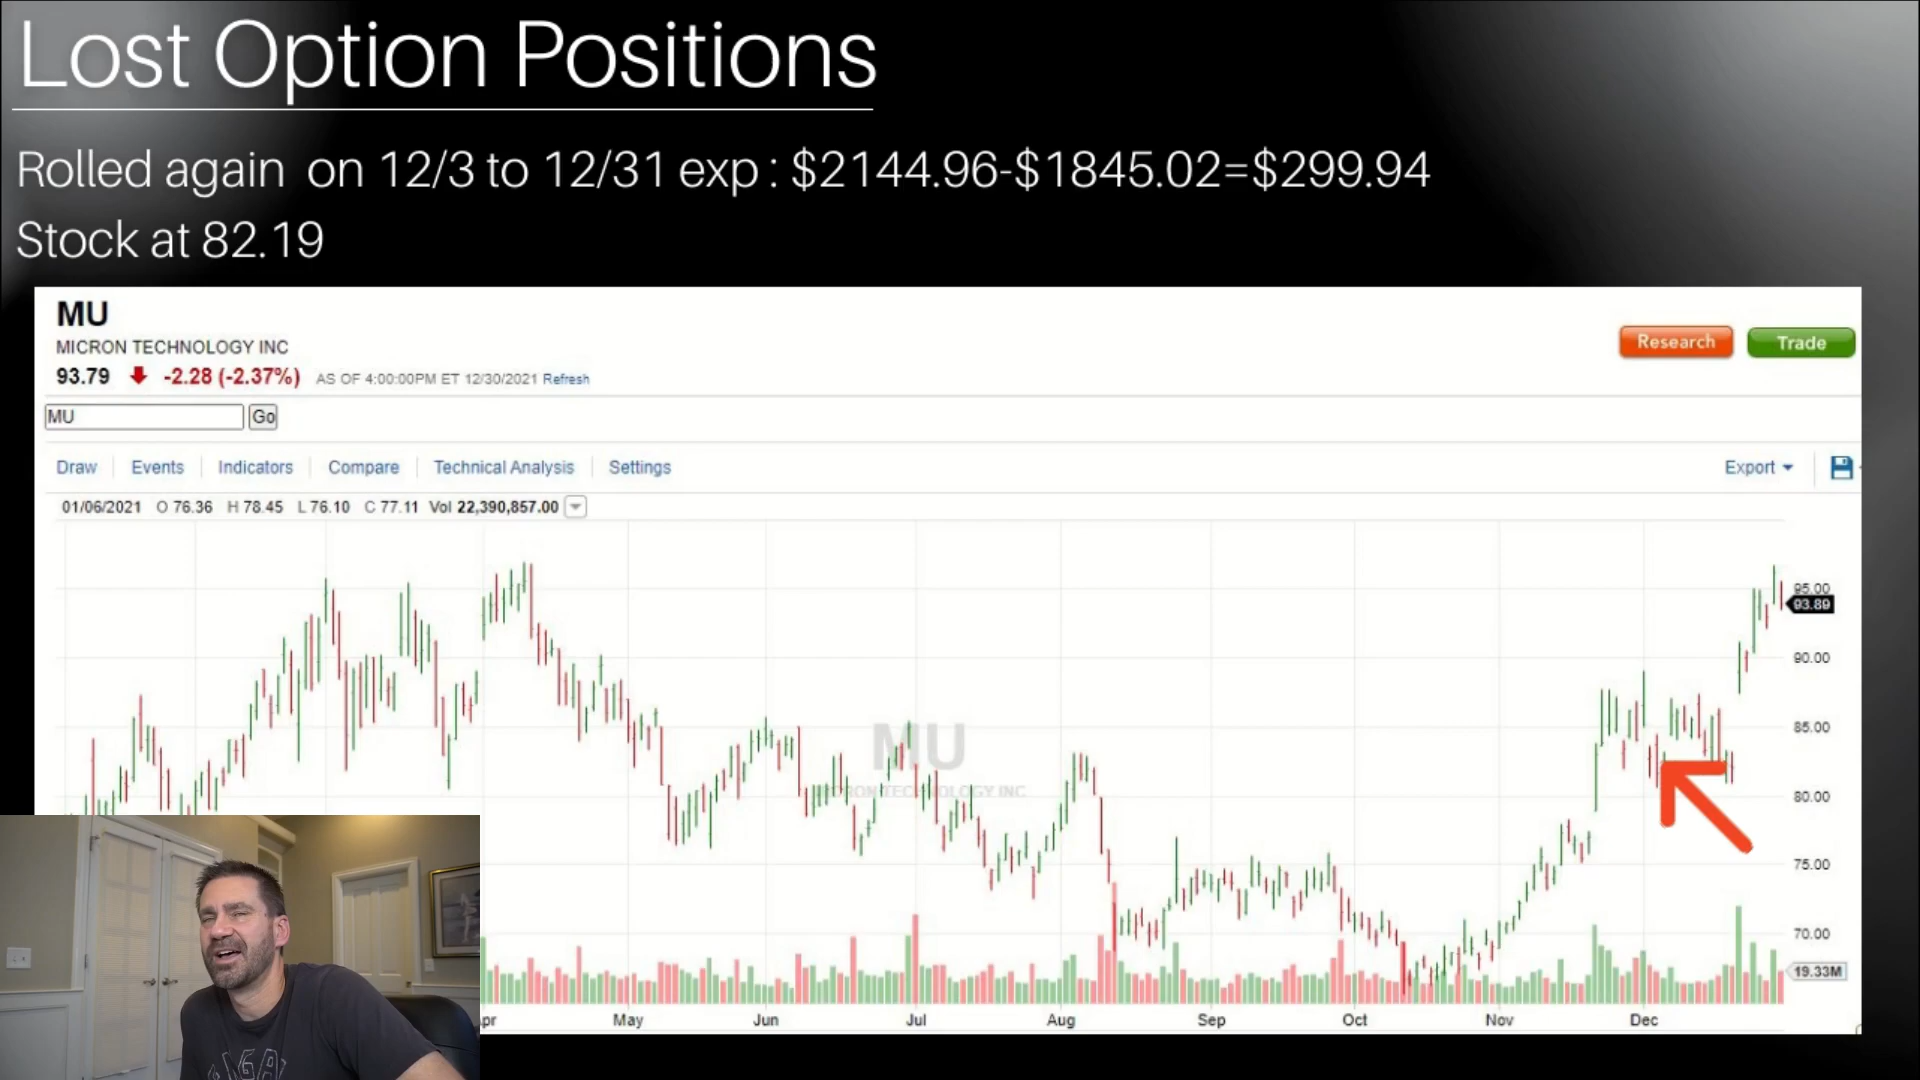 Lost Option Positions
Rolled again on 12/3 to 12/31 exp : $2144.96-$1845.02=$299.94
Stock at 82.19
MU
MICRON TECHNOLOGY INC
93.79 -2.28 (-2.37%) AS OF 4:00:00PM ET 12/30/2021 Refresh
Research Trade
MU Go
Draw Events Indicators Compare Technical Analysis Settings Export
01/06/2021 O 76.36 H 78.45 L 76.10 C 77.11 Vol 22,390,857.00
95.00
93.89
90.00
85.00
MU
MICRON TECHNOLOGY INC
80.00
75.00
70.00
19.33M
pr May Jun Jul Aug Sep Oct Nov Dec